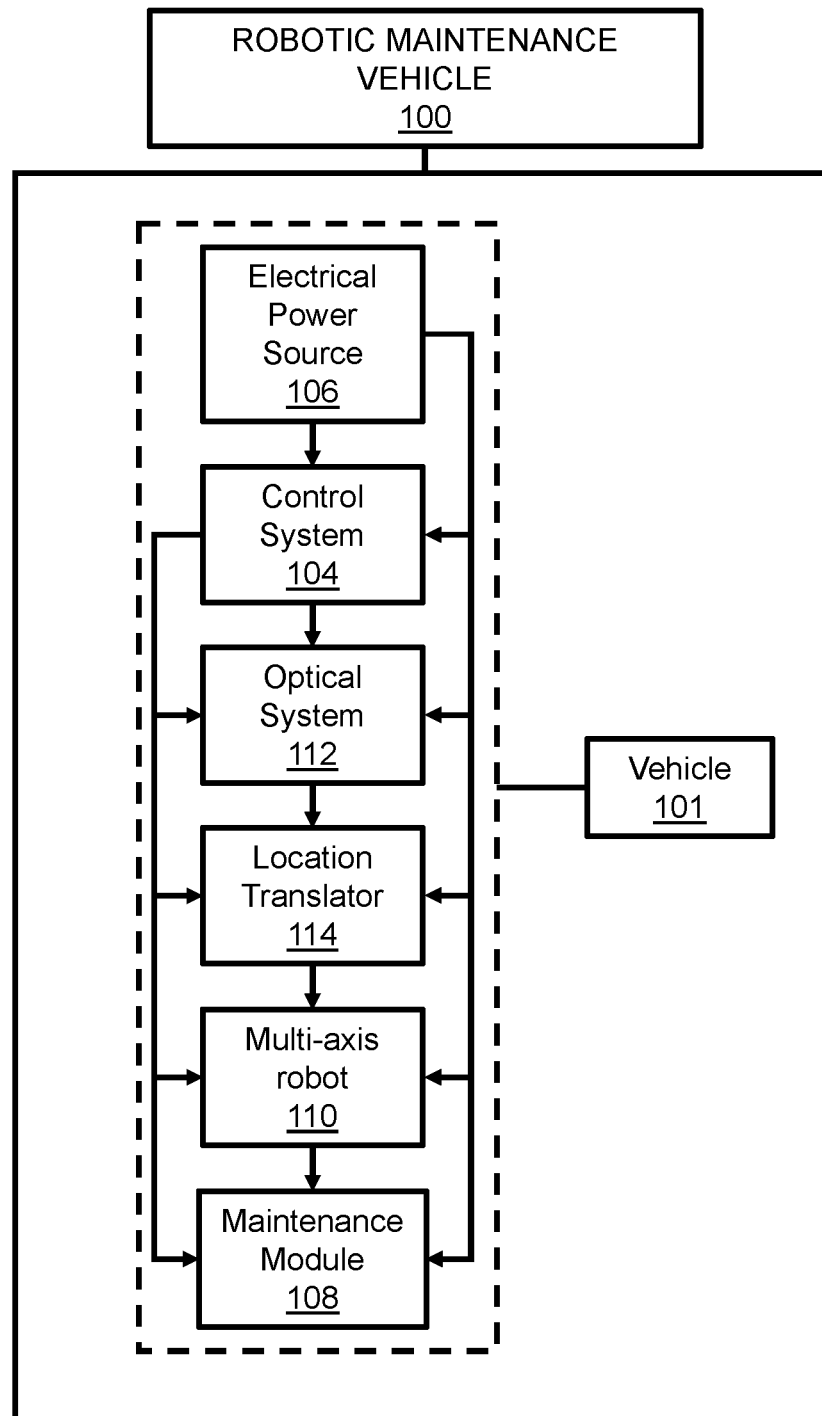 ROBOTIC MAINTENANCE
VEHICLE
100
Electrical
Power
Source
106
Control
System
104
Optical
System
112
Vehicle
101
Location
Translator
114
Multi-axis
robot
110
Maintenance
Module
108